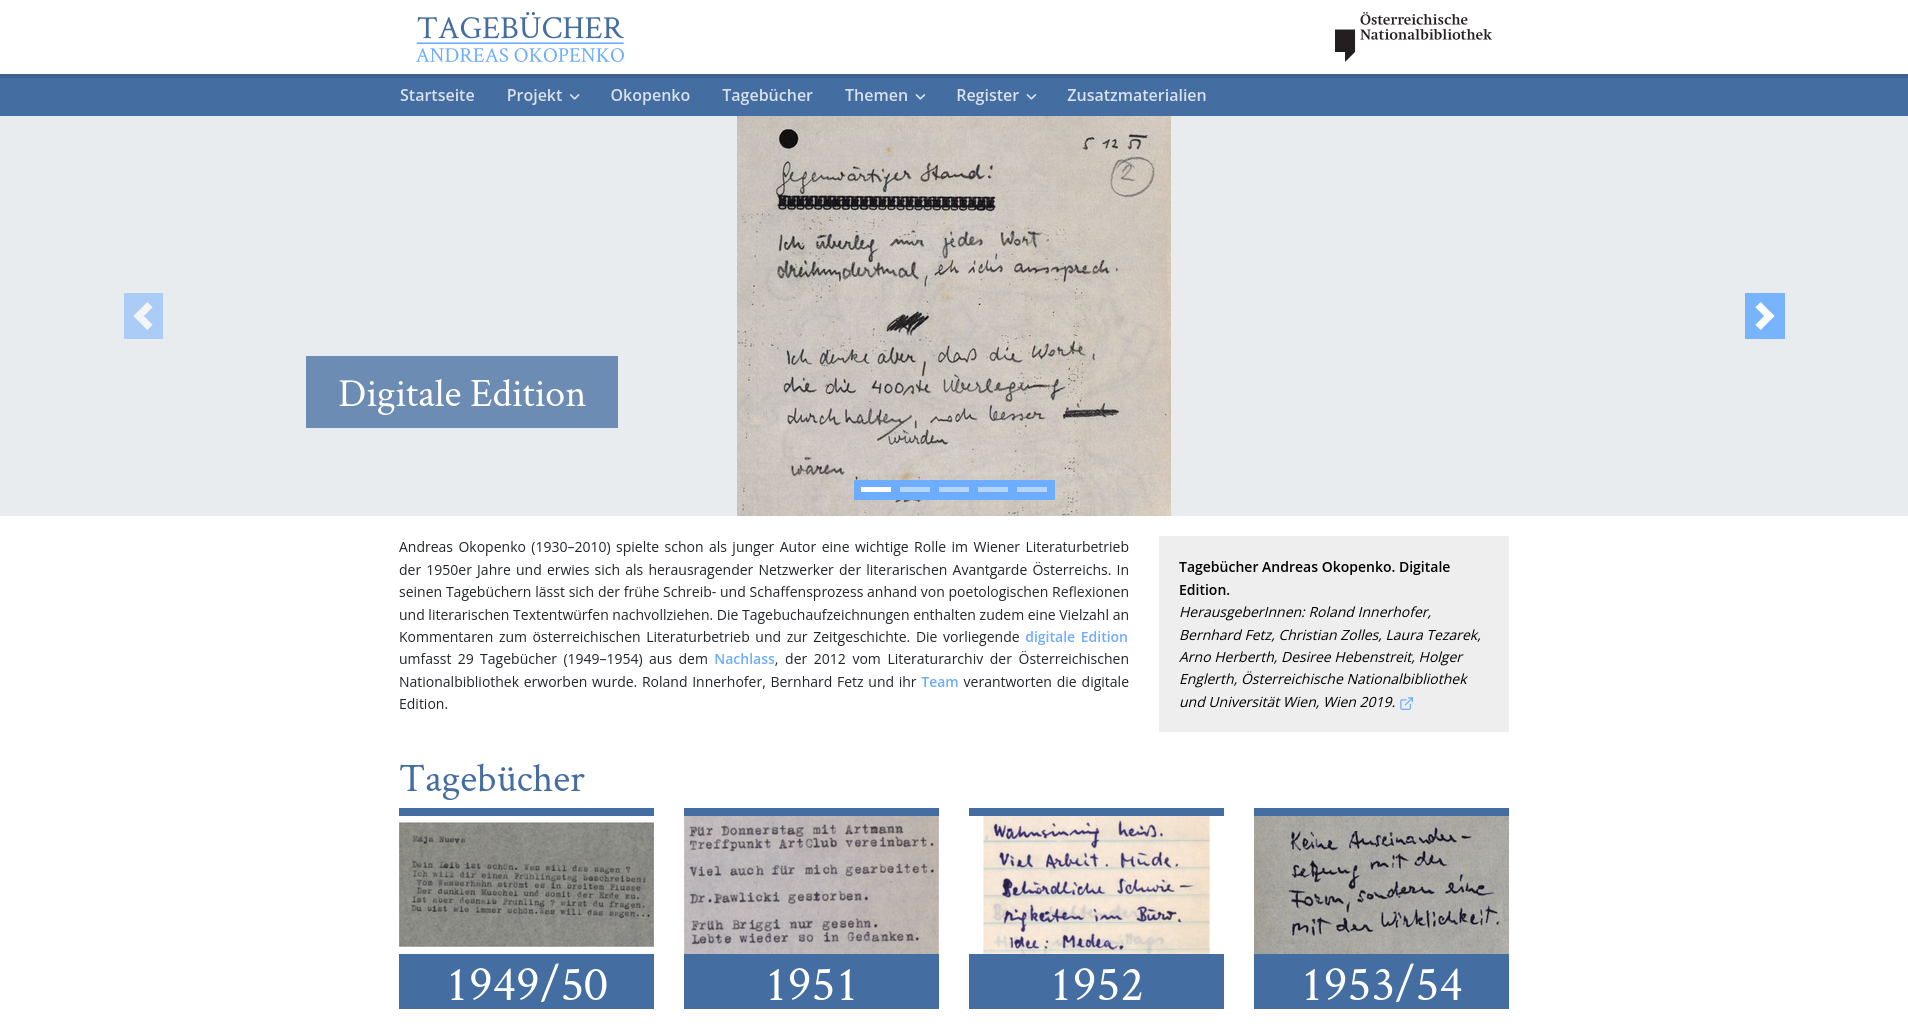 TAGEBÜCHER
ANDREAS OKOPENKO
Österreichische
Nationalbibliothek
Startseite Projekt Okopenko Tagebücher Themen Register Zusatzmaterialien
5 12 51
Gegenwärtiger Stand:
2
Ich überleg mir jedes Wort
dreihundertmal, eh ich's aussprech.
Ich denke aber, daß die Worte,
die die 400ste Überlegung
durchhalten, noch besser
würden
wären
Digitale Edition
Andreas Okopenko (1930–2010) spielte schon als junger Autor eine wichtige Rolle im Wiener Literaturbetrieb
der 1950er Jahre und erwies sich als herausragender Netzwerker der literarischen Avantgarde Österreichs. In
seinen Tagebüchern lässt sich der frühe Schreib- und Schaffensprozess anhand von poetologischen Reflexionen
und literarischen Textentwürfen nachvollziehen. Die Tagebuchaufzeichnungen enthalten zudem eine Vielzahl an
Kommentaren zum österreichischen Literaturbetrieb und zur Zeitgeschichte. Die vorliegende digitale Edition
umfasst 29 Tagebücher (1949–1954) aus dem Nachlass, der 2012 vom Literaturarchiv der Österreichischen
Nationalbibliothek erworben wurde. Roland Innerhofer, Bernhard Fetz und ihr Team verantworten die digitale
Edition.
Tagebücher Andreas Okopenko. Digitale
Edition.
HerausgeberInnen: Roland Innerhofer,
Bernhard Fetz, Christian Zolles, Laura Tezarek,
Arno Herberth, Desiree Hebenstreit, Holger
Englerth, Österreichische Nationalbibliothek
und Universität Wien, Wien 2019.
Tagebücher
Maja Nueva
Dein Leib ist schön. Was will das sagen ?
Ich will dir einen Frühlingstag beschreiben:
Vom Wasserhahn strömt es in breitem Flusse
Der dunklen Muschel und somit der Erde zu.
Ist aber deshalb Frühling ? wirst du fragen.
Du bist wie immer schön. Was will das sagen...
1949/50
Für Donnerstag mit Artmann
Treffpunkt ArtClub vereinbart.
Viel auch für mich gearbeitet.
Dr.Pawlicki gestorben.
Früh Briggi nur gesehn.
Lebte wieder so in Gedanken.
1951
Wahnsinnig heiß.
Viel Arbeit. Müde.
Behördliche Schwie-
rigkeiten im Büro.
Idee: Medea.
1952
Keine Auseinander-
setzung mit der
Form, sondern eine
mit der Wirklichkeit.
1953/54